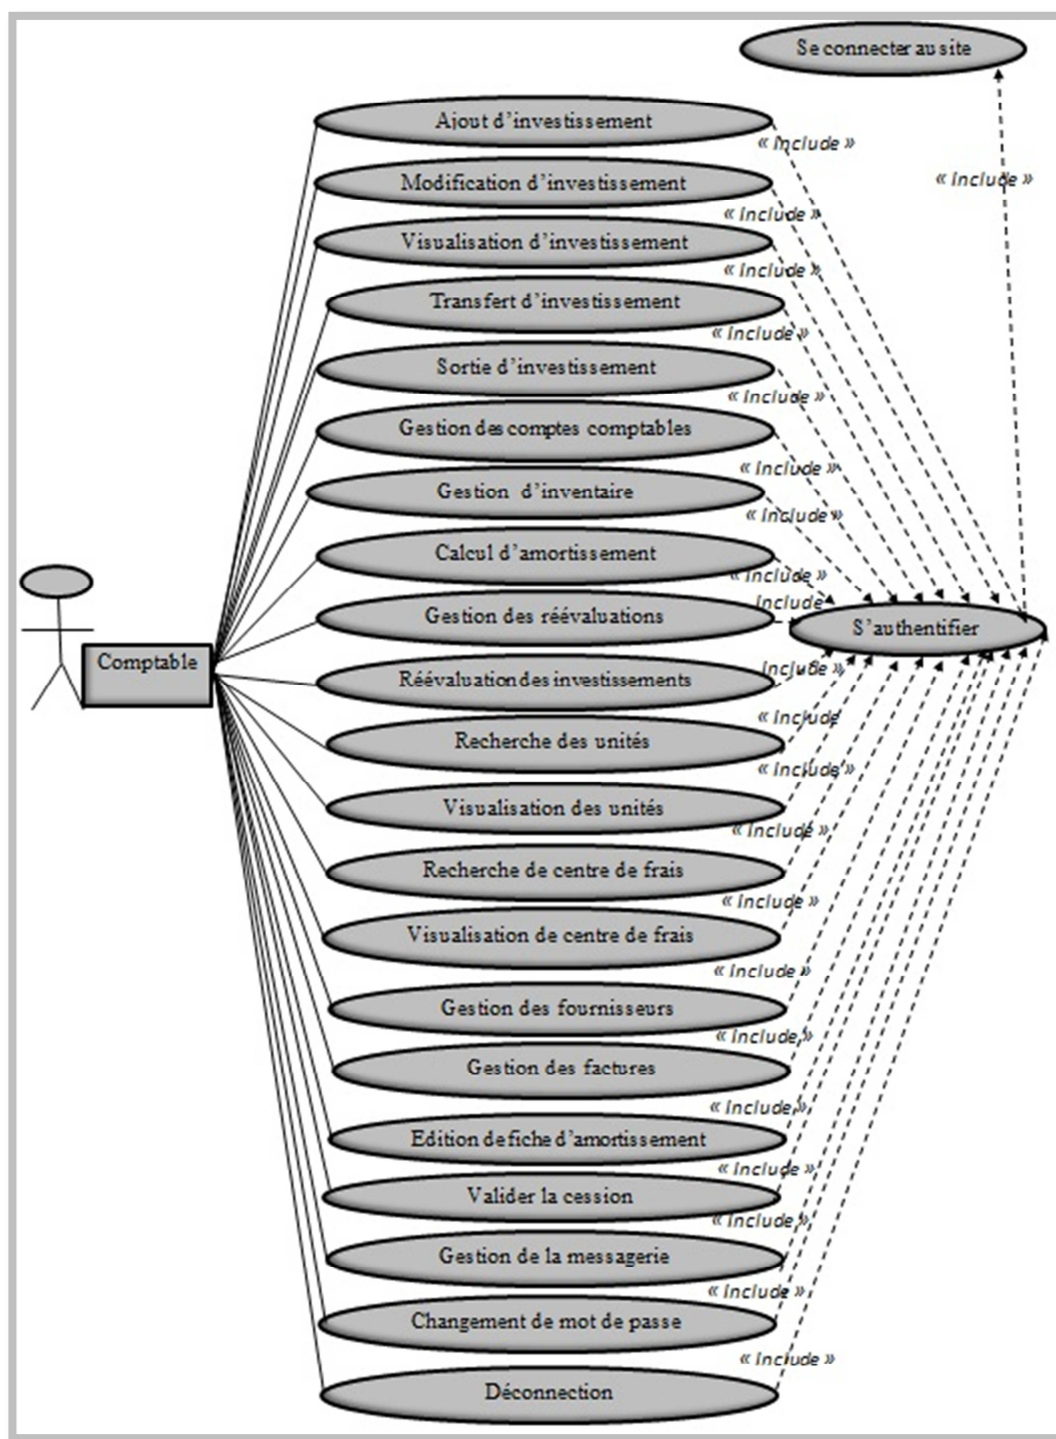 Se connecter au site
Ajout d'investissement
« Include »
« Include »
Modification d'investissement
« Include »
Visualisation d'investissement
« Include »
Transfert d'investissement
« Include »
Sortie d'investissement
« Include »
Gestion des comptes comptables
« Include »
Gestion d'inventaire
« Include »
Calcul d'amortissement
« Include »
Include
Gestion des réévaluations
S'authentifier
Comptable
Include »
Réévaluation des investissements
« Include
Recherche des unités
« Include »
Visualisation des unités
« Include »
Recherche de centre de frais
« Include »
Visualisation de centre de frais
« Include »
Gestion des fournisseurs
« Include »
Gestion des factures
« Include »
Edition de fiche d'amortissement
« Include »
Valider la cession
« Include »
Gestion de la messagerie
« Include »
Changement de mot de passe
« Include »
Déconnection